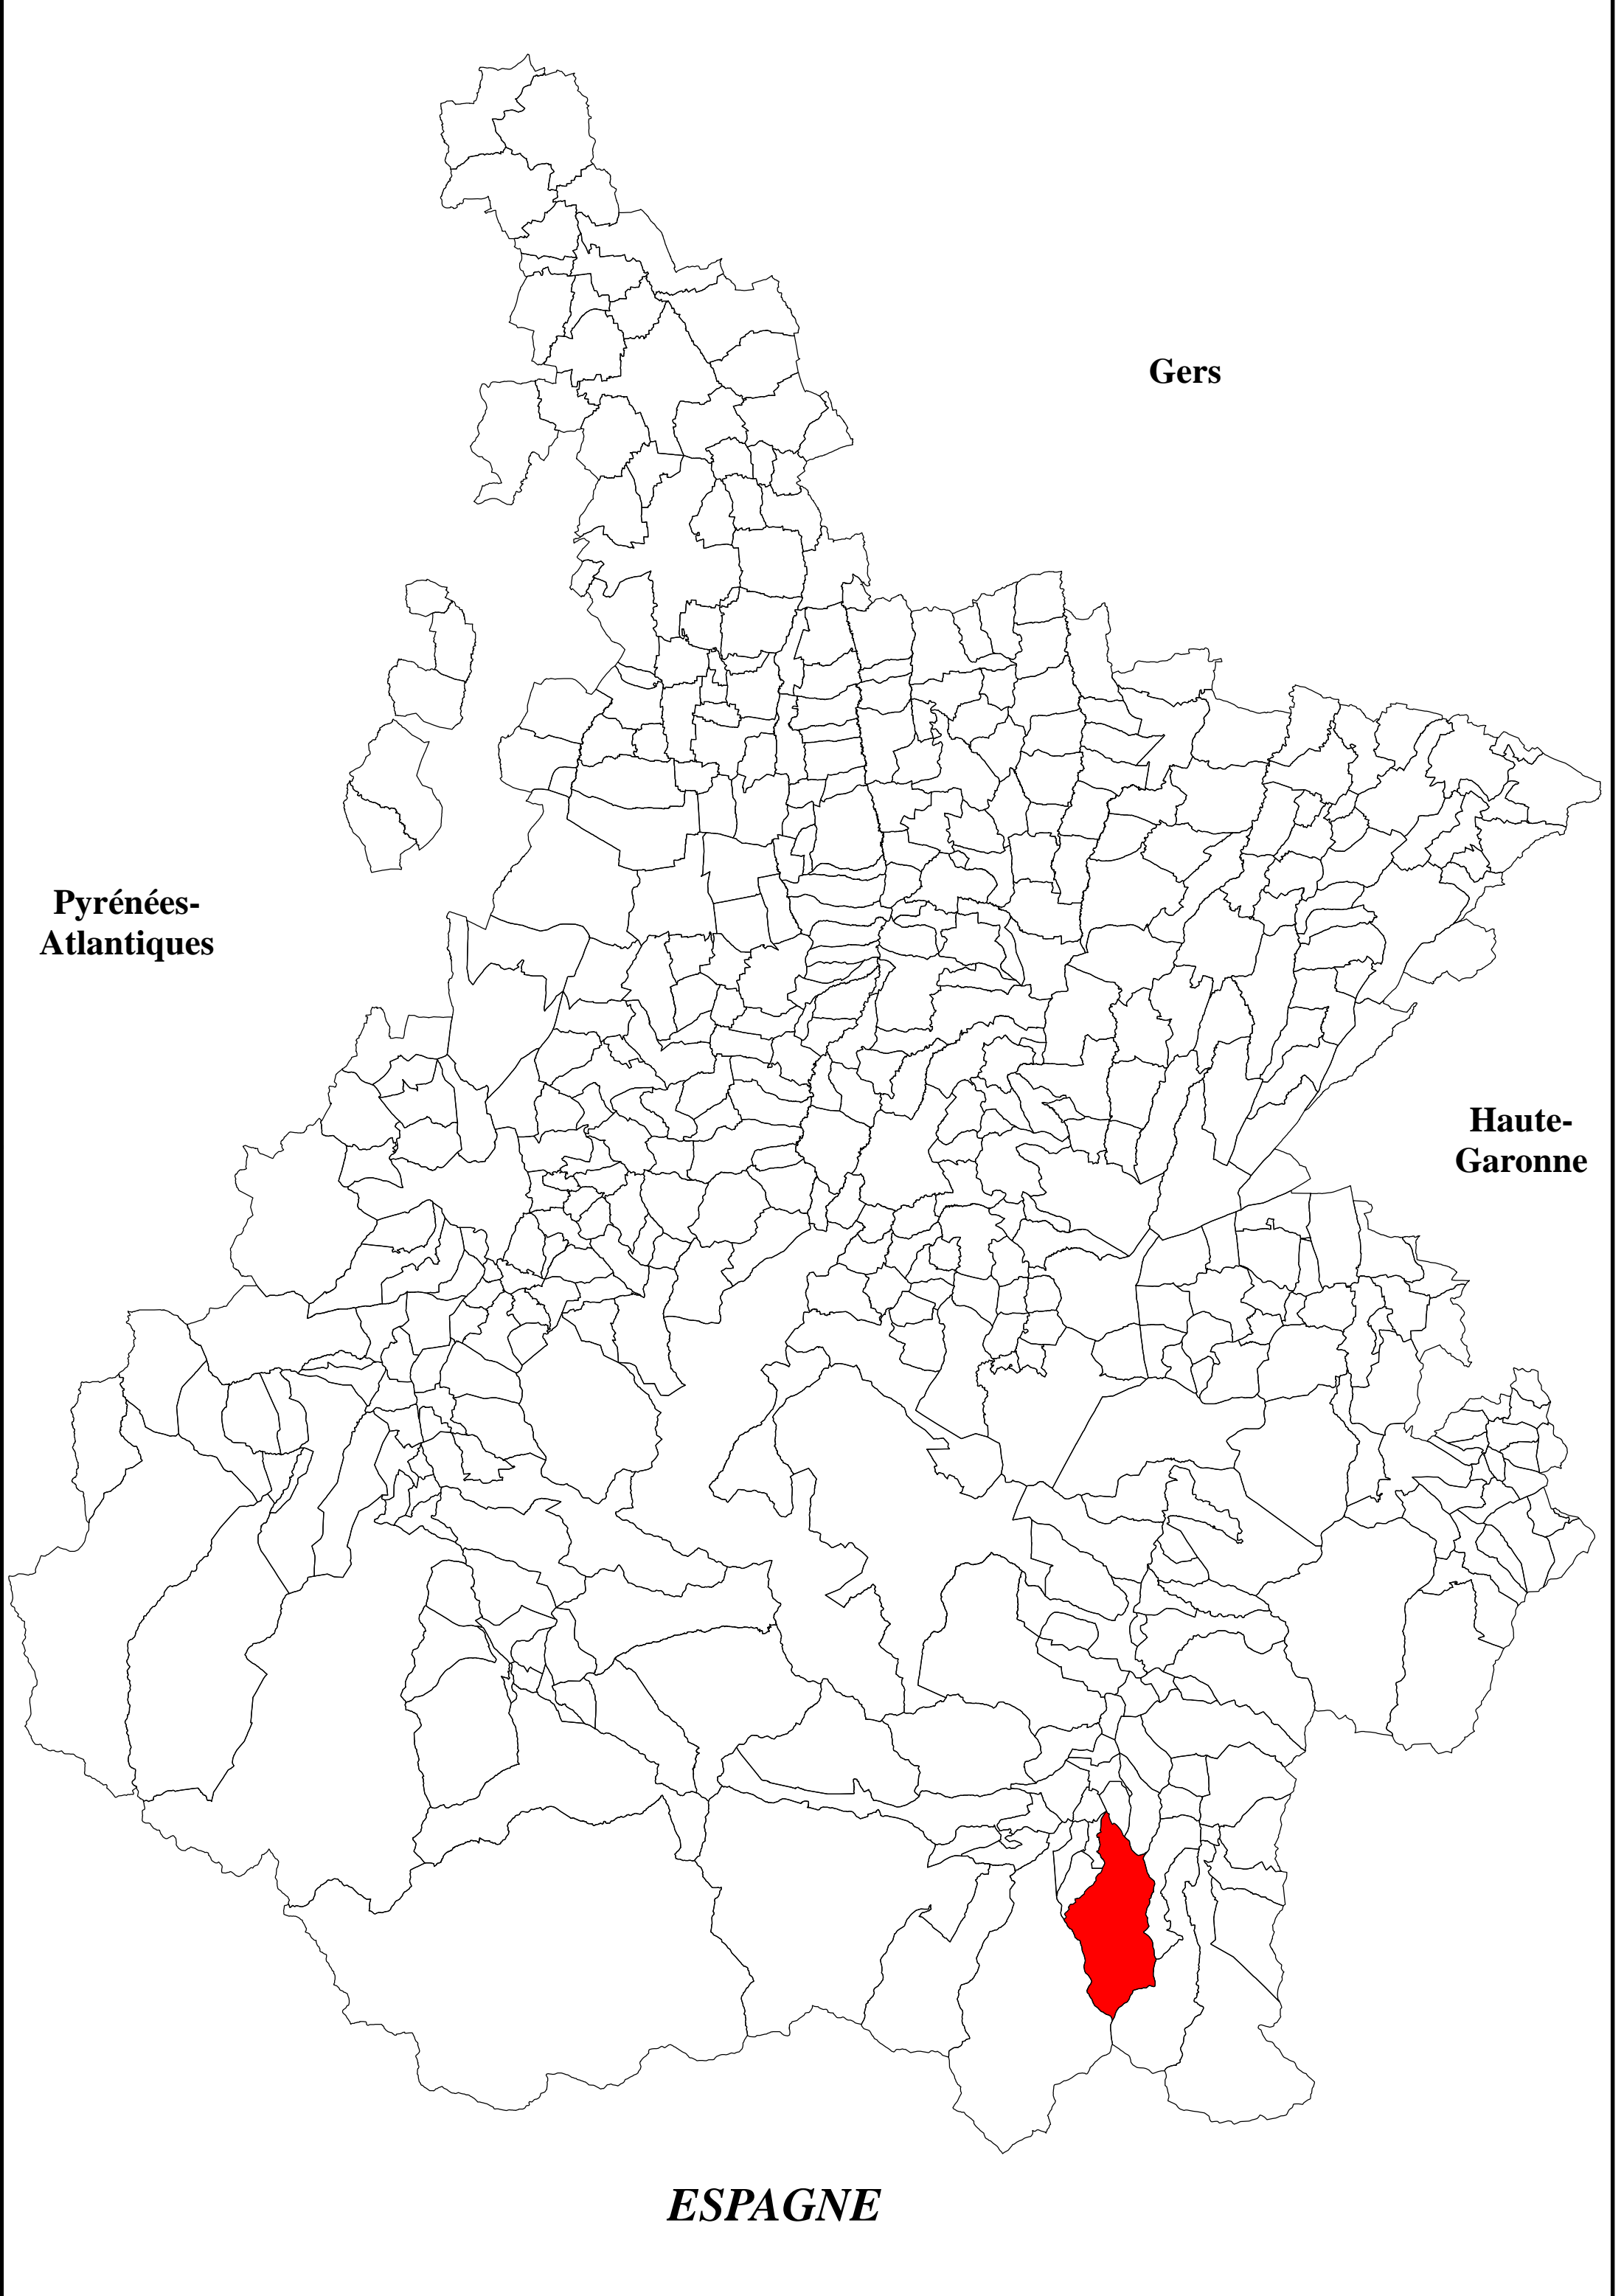 Gers
Pyrénées-
Atlantiques
Haute-
Garonne
ESPAGNE